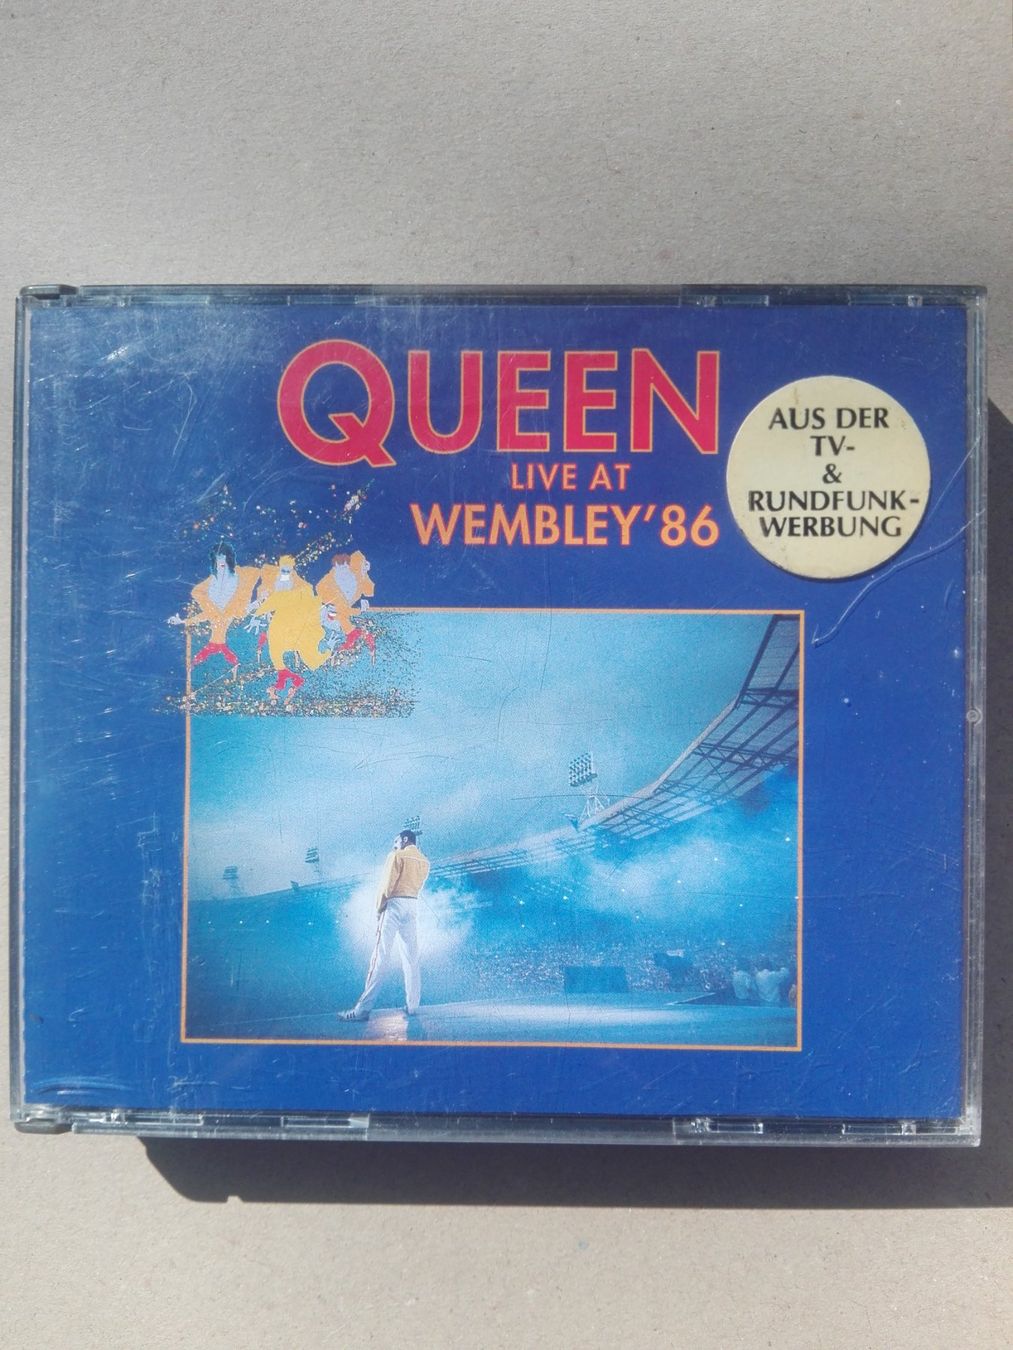 QUEEN
LIVE AT
WEMBLEY'86
AUS DER
TV-
&
RUNDFUNK-
WERBUNG